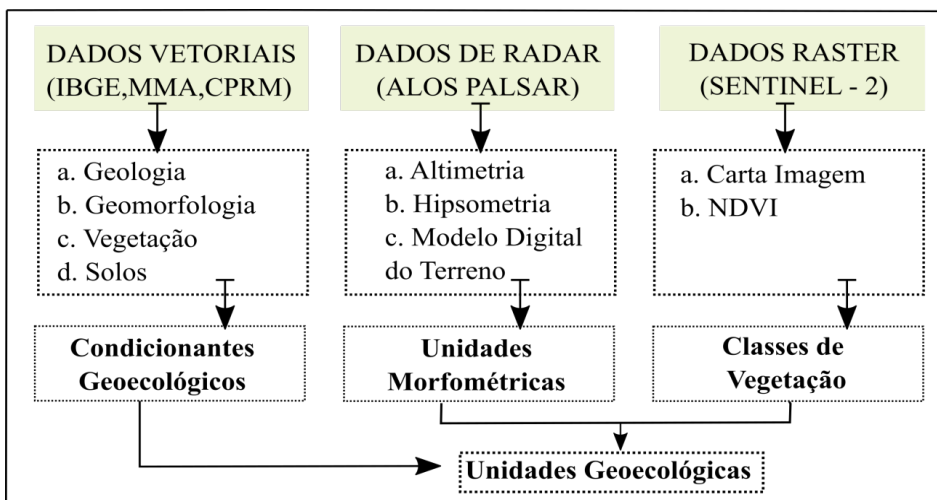 DADOS VETORIAIS
(IBGE,MMA,CPRM)
a. Geologia
b. Geomorfologia
c. Vegetação
d. Solos
Condicionantes
Geoecológicos
DADOS DE RADAR
(ALOS PALSAR)
a. Altimetria
b. Hipsometria
c. Modelo Digital
do Terreno
Unidades
Morfométricas
DADOS RASTER
(SENTINEL - 2)
a. Carta Imagem
b. NDVI
Classes de
Vegetação
Unidades Geoecológicas